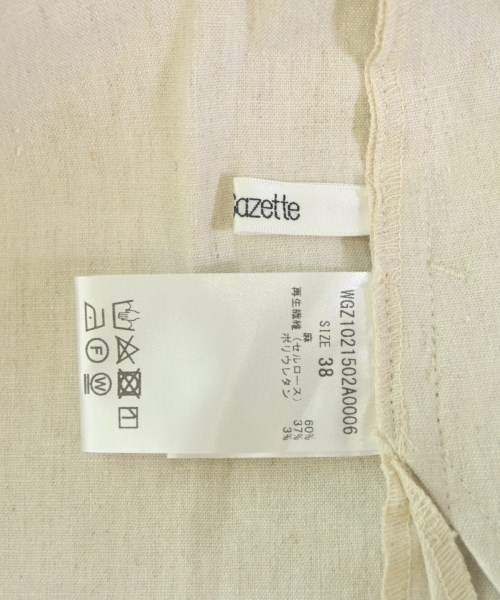 Gazette
WGZ1021502A0006
SIZE 38
麻 60%
再生繊維(セルロース) 37%
ポリウレタン 3%
F
W